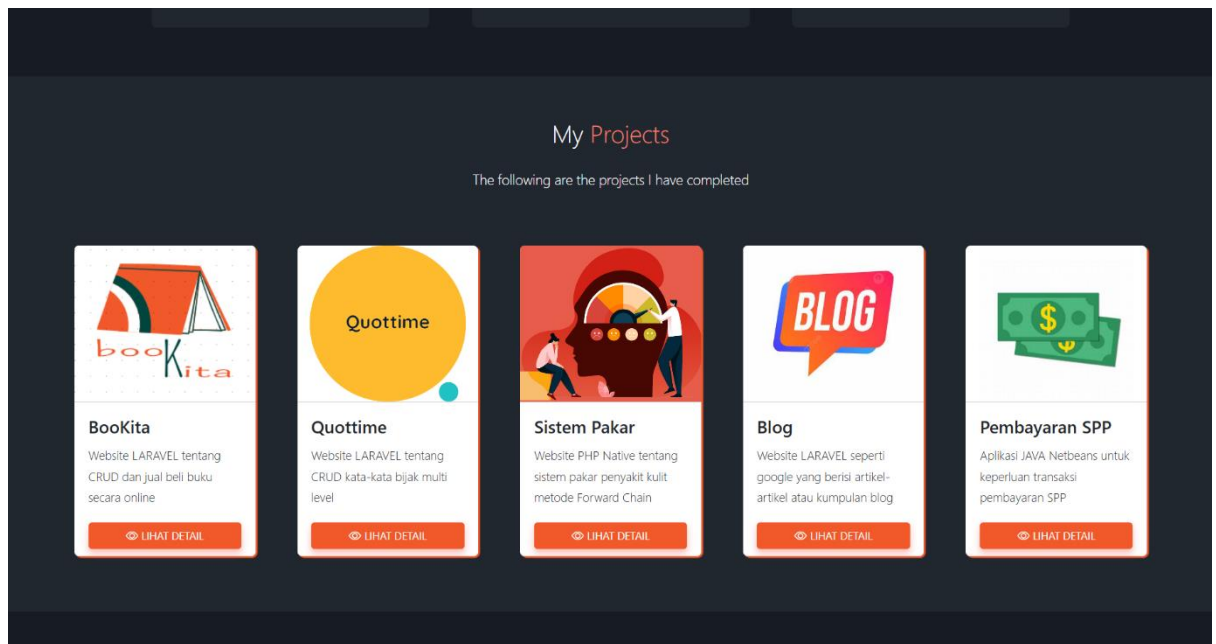 My Projects
The following are the projects I have completed
booKita
BooKita
Website LARAVEL tentang
CRUD dan jual beli buku
secara online
LIHAT DETAIL
Quottime
Quottime
Website LARAVEL tentang
CRUD kata-kata bijak multi
level
LIHAT DETAIL
Sistem Pakar
Website PHP Native tentang
sistem pakar penyakit kulit
metode Forward Chain
LIHAT DETAIL
BLOG
Blog
Website LARAVEL seperti
google yang berisi artikel-
artikel atau kumpulan blog
LIHAT DETAIL
Pembayaran SPP
Aplikasi JAVA Netbeans untuk
keperluan transaksi
pembayaran SPP
LIHAT DETAIL